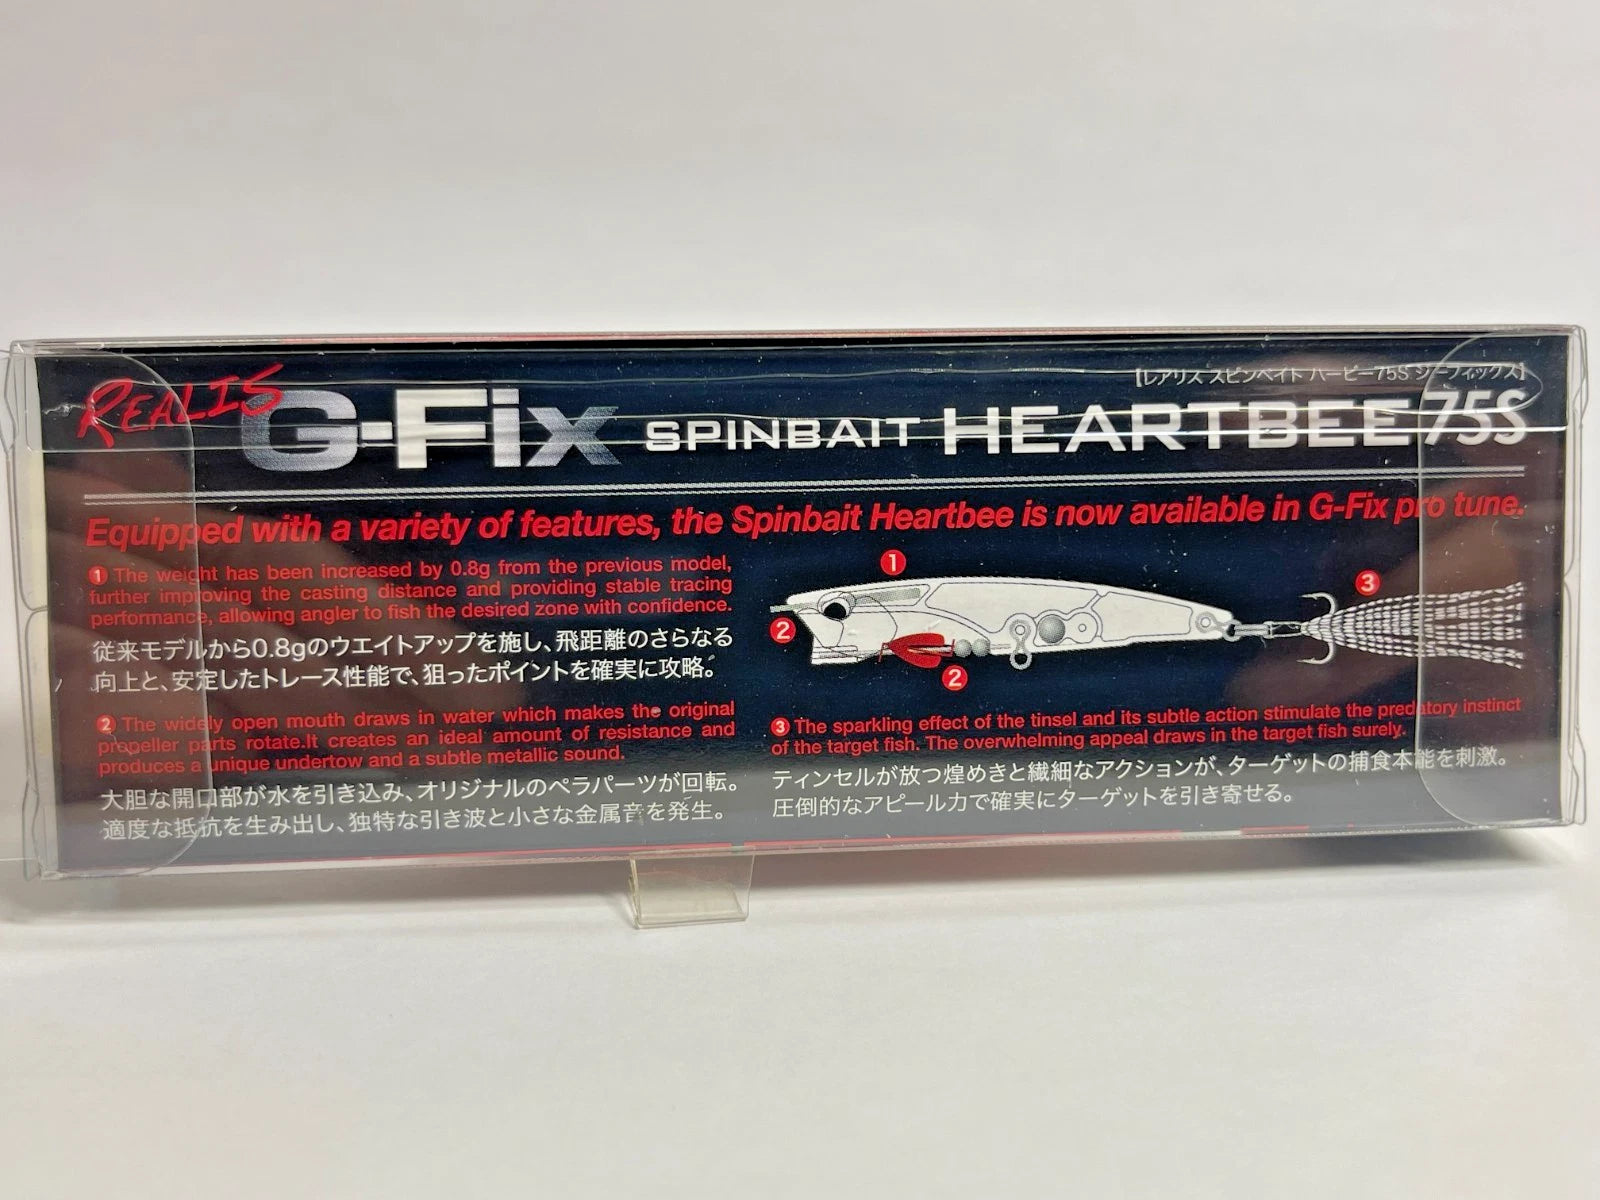 【レアリス スピンベイト ハービー75S ジーフィックス】
REALIS G-Fix SPINBAIT HEARTBEE 75S
Equipped with a variety of features, the Spinbait Heartbee is now available in G-Fix pro tune.
1 The weight has been increased by 0.8g from the previous model,
further improving the casting distance and providing stable tracing
performance, allowing angler to fish the desired zone with confidence.
従来モデルから0.8gのウエイトアップを施し、飛距離のさらなる
向上と、安定したトレース性能で、狙ったポイントを確実に攻略。
2 The widely open mouth draws in water which makes the original
propeller parts rotate.It creates an ideal amount of resistance and
produces a unique undertow and a subtle metallic sound.
大胆な開口部が水を引き込み、オリジナルのペラパーツが回転。
適度な抵抗を生み出し、独特な引き波と小さな金属音を発生。
1
2
2
3
3 The sparkling effect of the tinsel and its subtle action stimulate the predatory instinct
of the target fish. The overwhelming appeal draws in the target fish surely.
ティンセルが放つ煌めきと繊細なアクションが、ターゲットの捕食本能を刺激。
圧倒的なアピール力で確実にターゲットを引き寄せる。